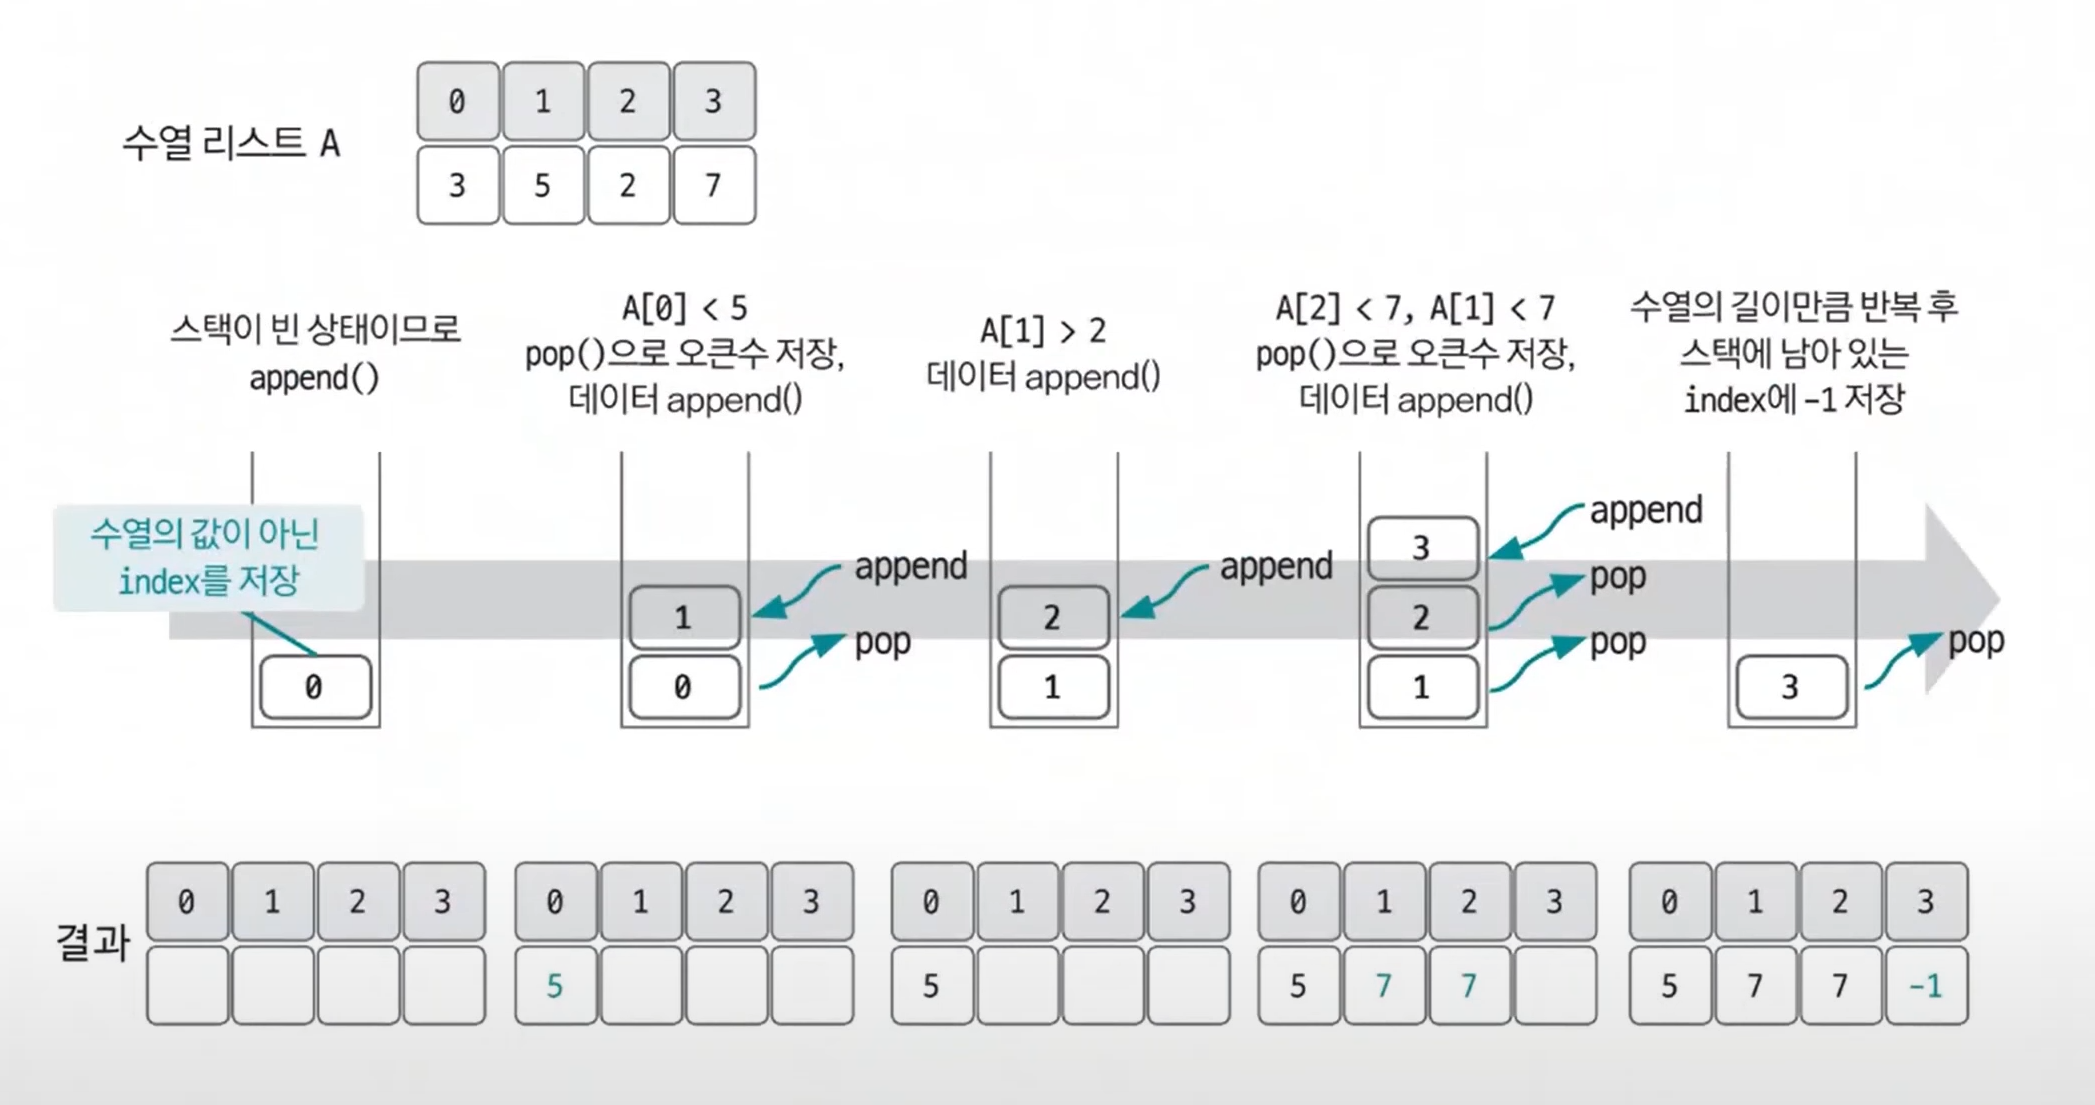 수열 리스트 A
0 1 2 3
3 5 2 7
스택이 빈 상태이므로
append()
A[0] < 5
pop()으로 오큰수 저장,
데이터 append()
A[1] > 2
데이터 append()
A[2] < 7, A[1] < 7
pop()으로 오큰수 저장,
데이터 append()
수열의 길이만큼 반복 후
스택에 남아 있는
index에 -1 저장
수열의 값이 아닌
index를 저장
0
1
0
append
pop
2
1
append
3
2
1
append
pop
pop
3
pop
결과
0 1 2 3
0 1 2 3
5
0 1 2 3
5
0 1 2 3
5 7 7
0 1 2 3
5 7 7 -1